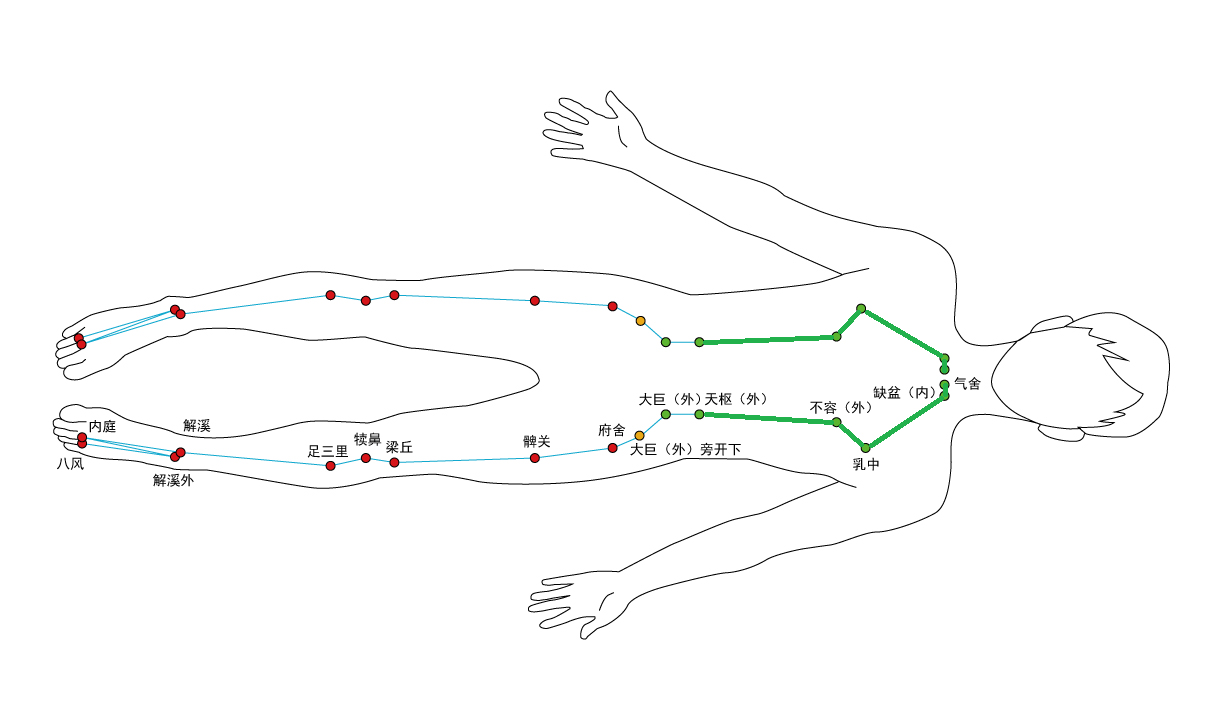 气舍
缺盆（内）
大巨（外）
天枢（外）
不容（外）
内庭
解溪
府舍
犊鼻
髀关
梁丘
足三里
大巨（外）旁开下
八风
乳中
解溪外